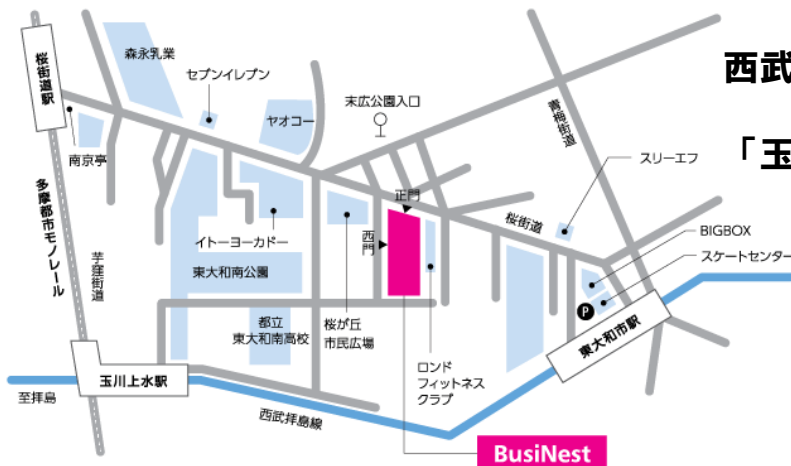 桜街道駅
森永乳業
セブンイレブン
ヤオコー
末広公園入口
青梅街道
西武
「玉
南京亭
スリーエフ
多摩都市モノレール
芋窪街道
イトーヨーカドー
正門
西門
桜街道
BIGBOX
スケートセンター
東大和南公園
P
都立
東大和南高校
桜が丘
市民広場
東大和市駅
ロンド
フィットネス
クラブ
玉川上水駅
至拝島
西武拝島線
BusiNest